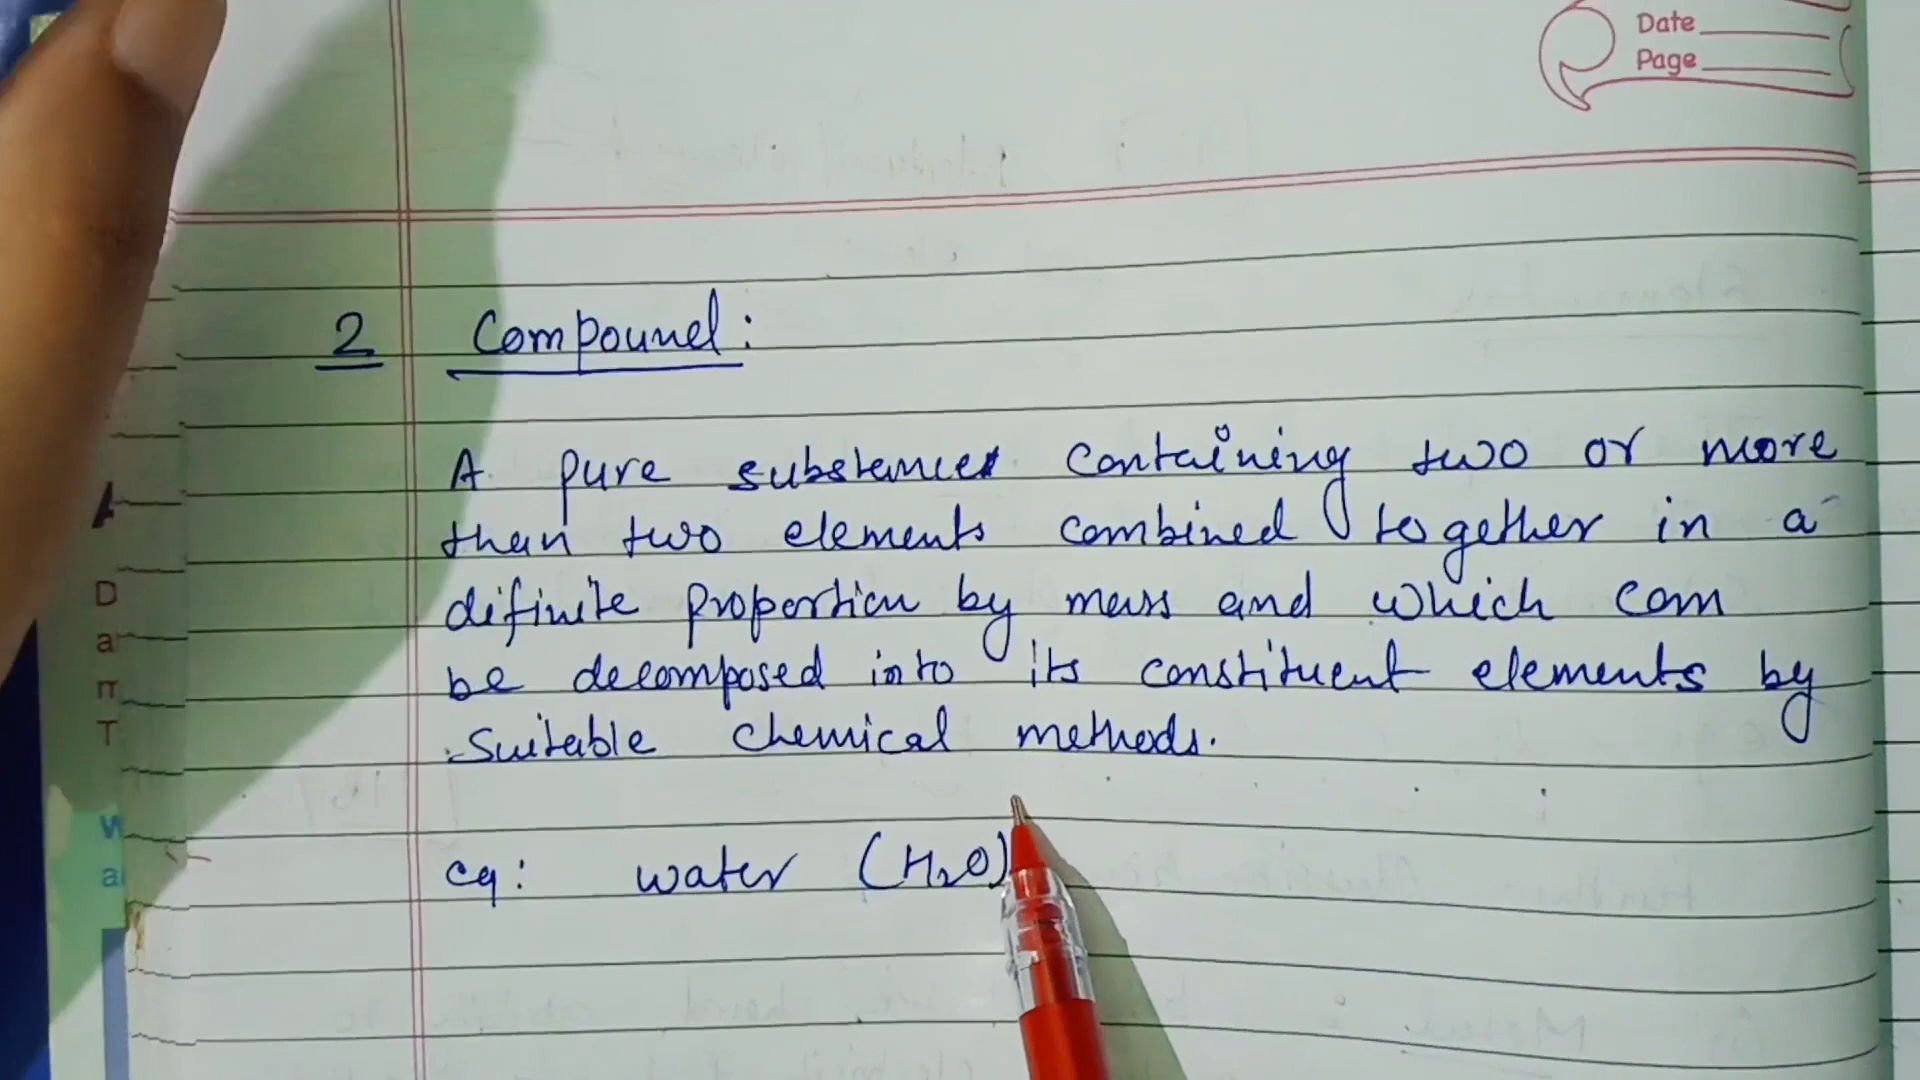 Date
Page
2 Compound:
A pure substances containing two or more
than two elements combined together in a
difinite proportion by mass and which can
be decomposed into its constituent elements by
Suitable chemical methods.
eg: water (H₂O)